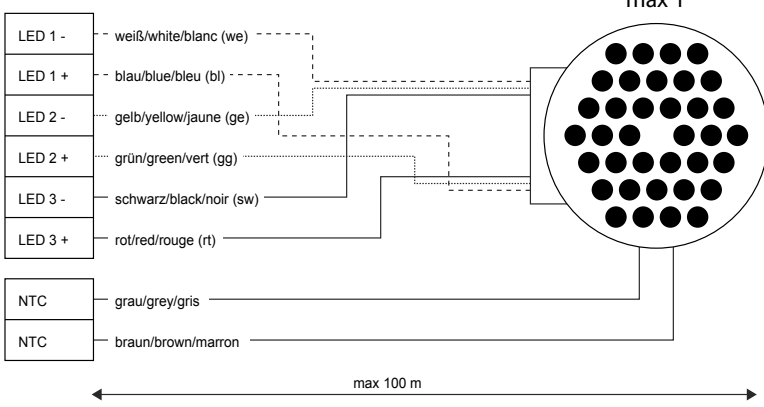 max 1
LED 1 - weiß/white/blanc (we)
LED 1 + blau/blue/bleu (bl)
LED 2 - gelb/yellow/jaune (ge)
LED 2 + grün/green/vert (gg)
LED 3 - schwarz/black/noir (sw)
LED 3 + rot/red/rouge (rt)
NTC grau/grey/gris
NTC braun/brown/marron
max 100 m